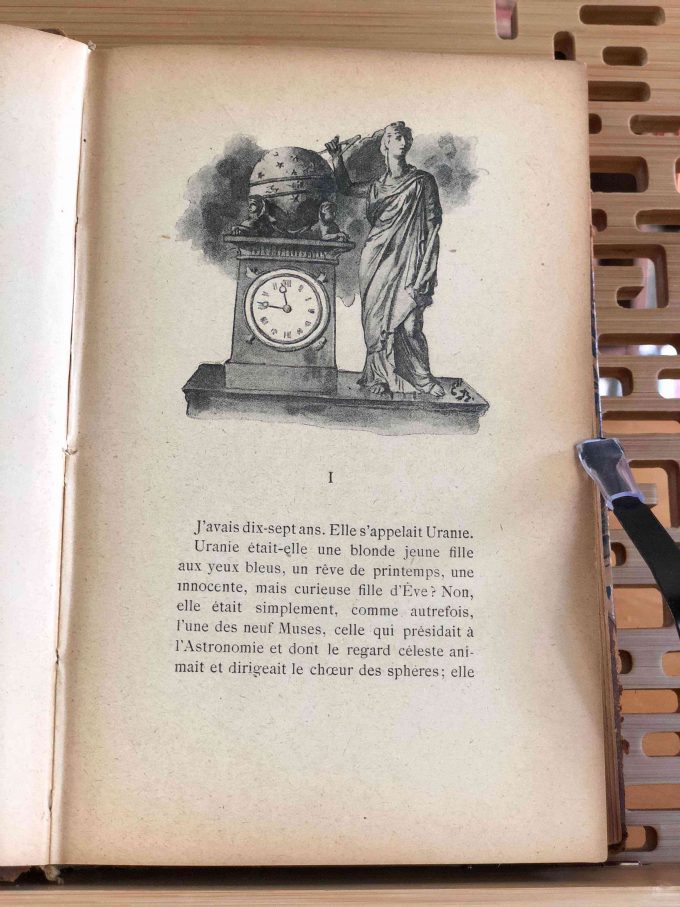 I
J'avais dix-sept ans. Elle s'appelait Uranie.
Uranie était-elle une blonde jeune fille
aux yeux bleus, un rêve de printemps, une
innocente, mais curieuse fille d'Ève? Non,
elle était simplement, comme autrefois,
l'une des neuf Muses, celle qui présidait à
l'Astronomie et dont le regard céleste ani-
mait et dirigeait le chœur des sphères; elle